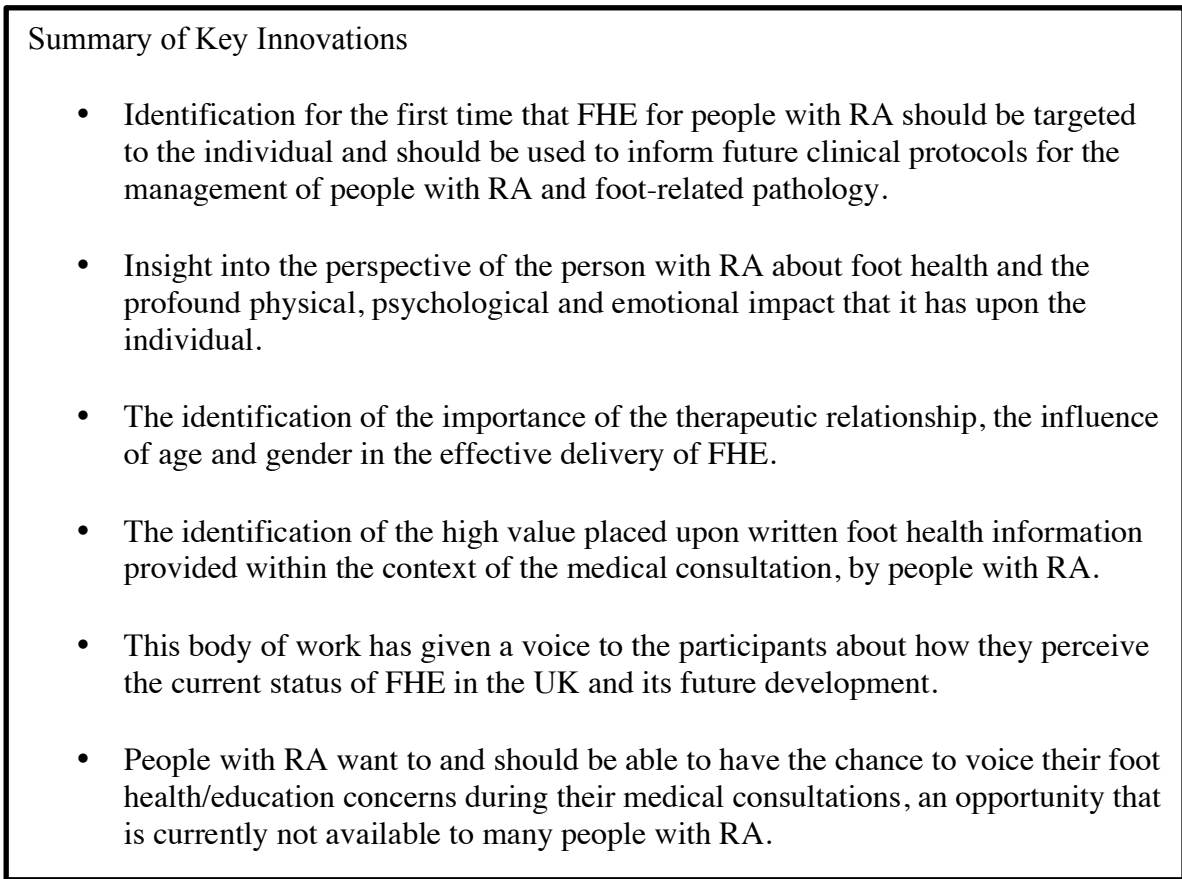 Summary of Key Innovations
• Identification for the first time that FHE for people with RA should be targeted
to the individual and should be used to inform future clinical protocols for the
management of people with RA and foot-related pathology.
• Insight into the perspective of the person with RA about foot health and the
profound physical, psychological and emotional impact that it has upon the
individual.
• The identification of the importance of the therapeutic relationship, the influence
of age and gender in the effective delivery of FHE.
• The identification of the high value placed upon written foot health information
provided within the context of the medical consultation, by people with RA.
• This body of work has given a voice to the participants about how they perceive
the current status of FHE in the UK and its future development.
• People with RA want to and should be able to have the chance to voice their foot
health/education concerns during their medical consultations, an opportunity that
is currently not available to many people with RA.